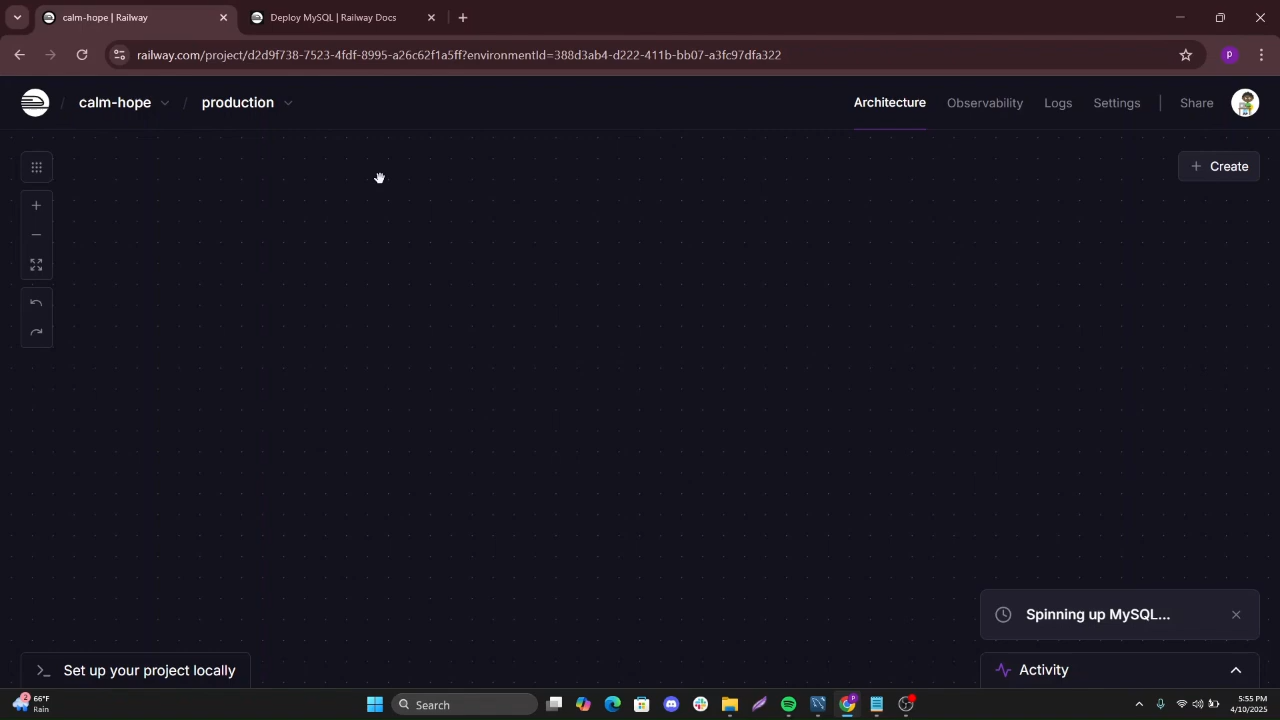 calm-hope | Railway
Deploy MySQL | Railway Docs
railway.com/project/d2d9f738-7523-4fdf-8995-a26c62f1a5ff?environmentId=388d3ab4-d222-411b-bb07-a3fc97dfa322
P
/ calm-hope / production
Architecture Observability Logs Settings | Share
+ Create
Spinning up MySQL...
Set up your project locally
Activity
2
66°F
Rain
Search
P
5:55 PM
4/10/2025